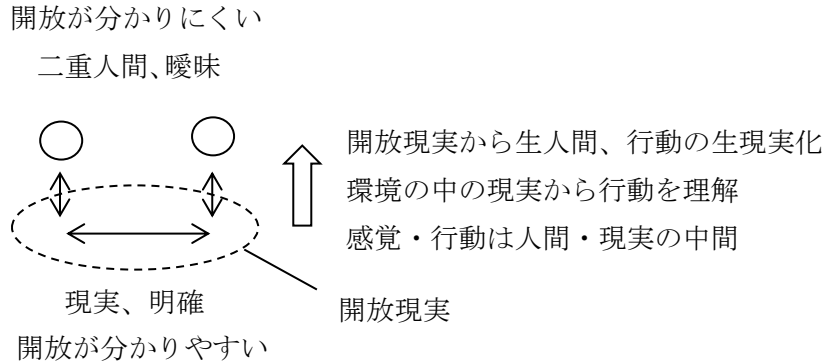 開放が分かりにくい
二重人間、曖昧
開放現実から生人間、行動の生現実化
環境の中の現実から行動を理解
感覚・行動は人間・現実の中間
現実、明確
開放現実
開放が分かりやすい